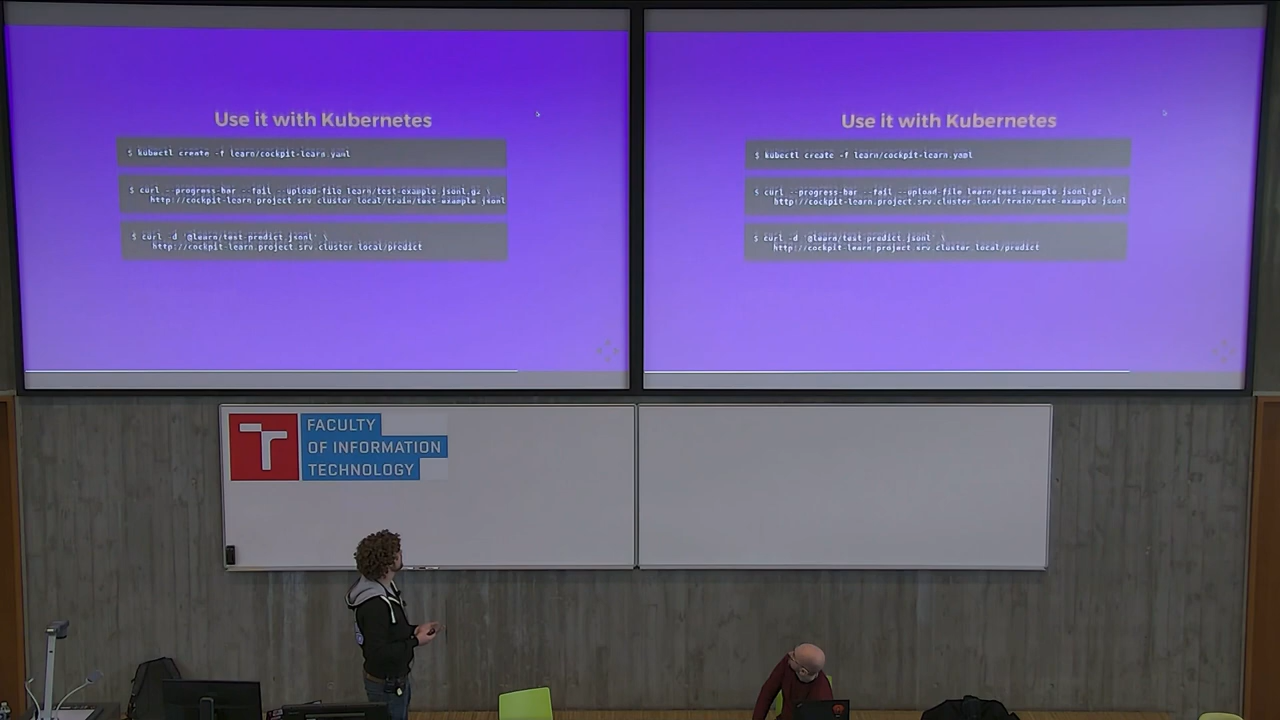 Use it with Kubernetes
$ kubectl create -f learn/cockpit-learn.yaml
$ curl --progress-bar --fail --upload-file learn/test-example.jsonl.gz \
http://cockpit-learn.project.srv.cluster.local/train/test-example.jsonl
$ curl -d '@learn/test-predict.jsonl' \
http://cockpit-learn.project.srv.cluster.local/predict
Use it with Kubernetes
$ kubectl create -f learn/cockpit-learn.yaml
$ curl --progress-bar --fail --upload-file learn/test-example.jsonl.gz \
http://cockpit-learn.project.srv.cluster.local/train/test-example.jsonl
$ curl -d '@learn/test-predict.jsonl' \
http://cockpit-learn.project.srv.cluster.local/predict
FACULTY
OF INFORMATION
TECHNOLOGY